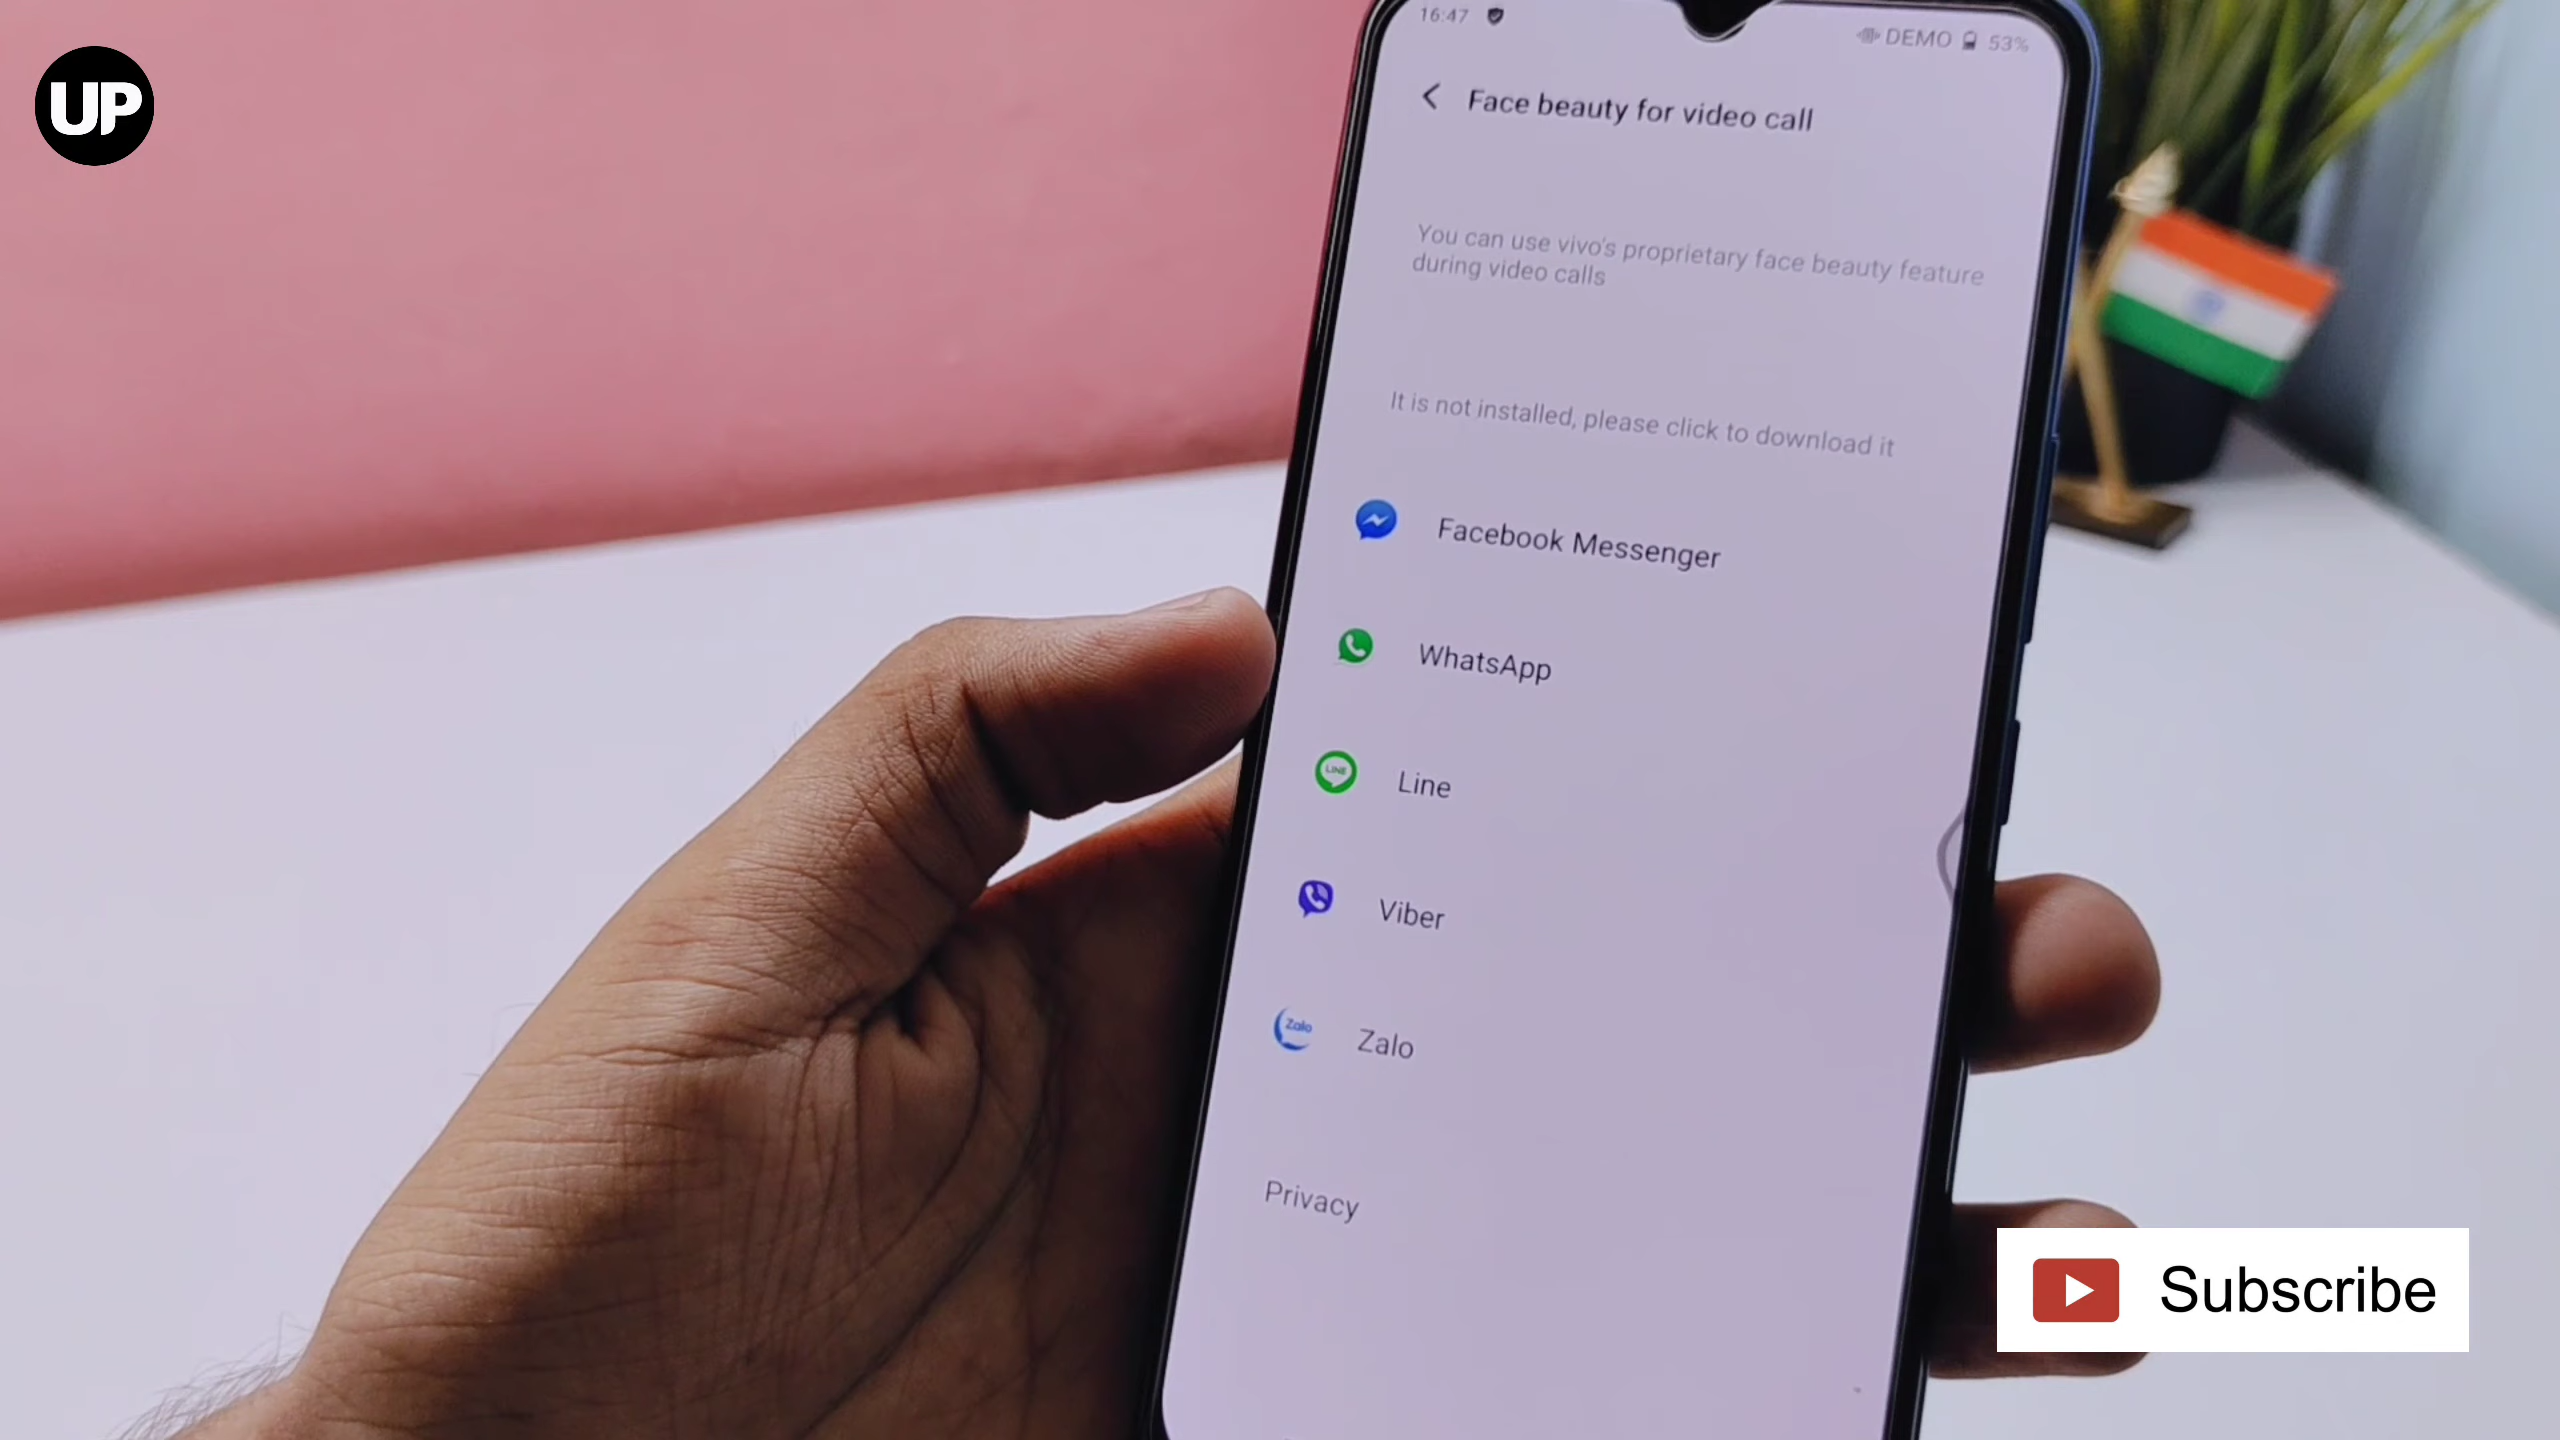 UP
16:47
DEMO 53%
Face beauty for video call
You can use vivo's proprietary face beauty feature
during video calls
It is not installed, please click to download it
Facebook Messenger
WhatsApp
LINE
Line
Viber
Zalo
Zalo
Privacy
Subscribe